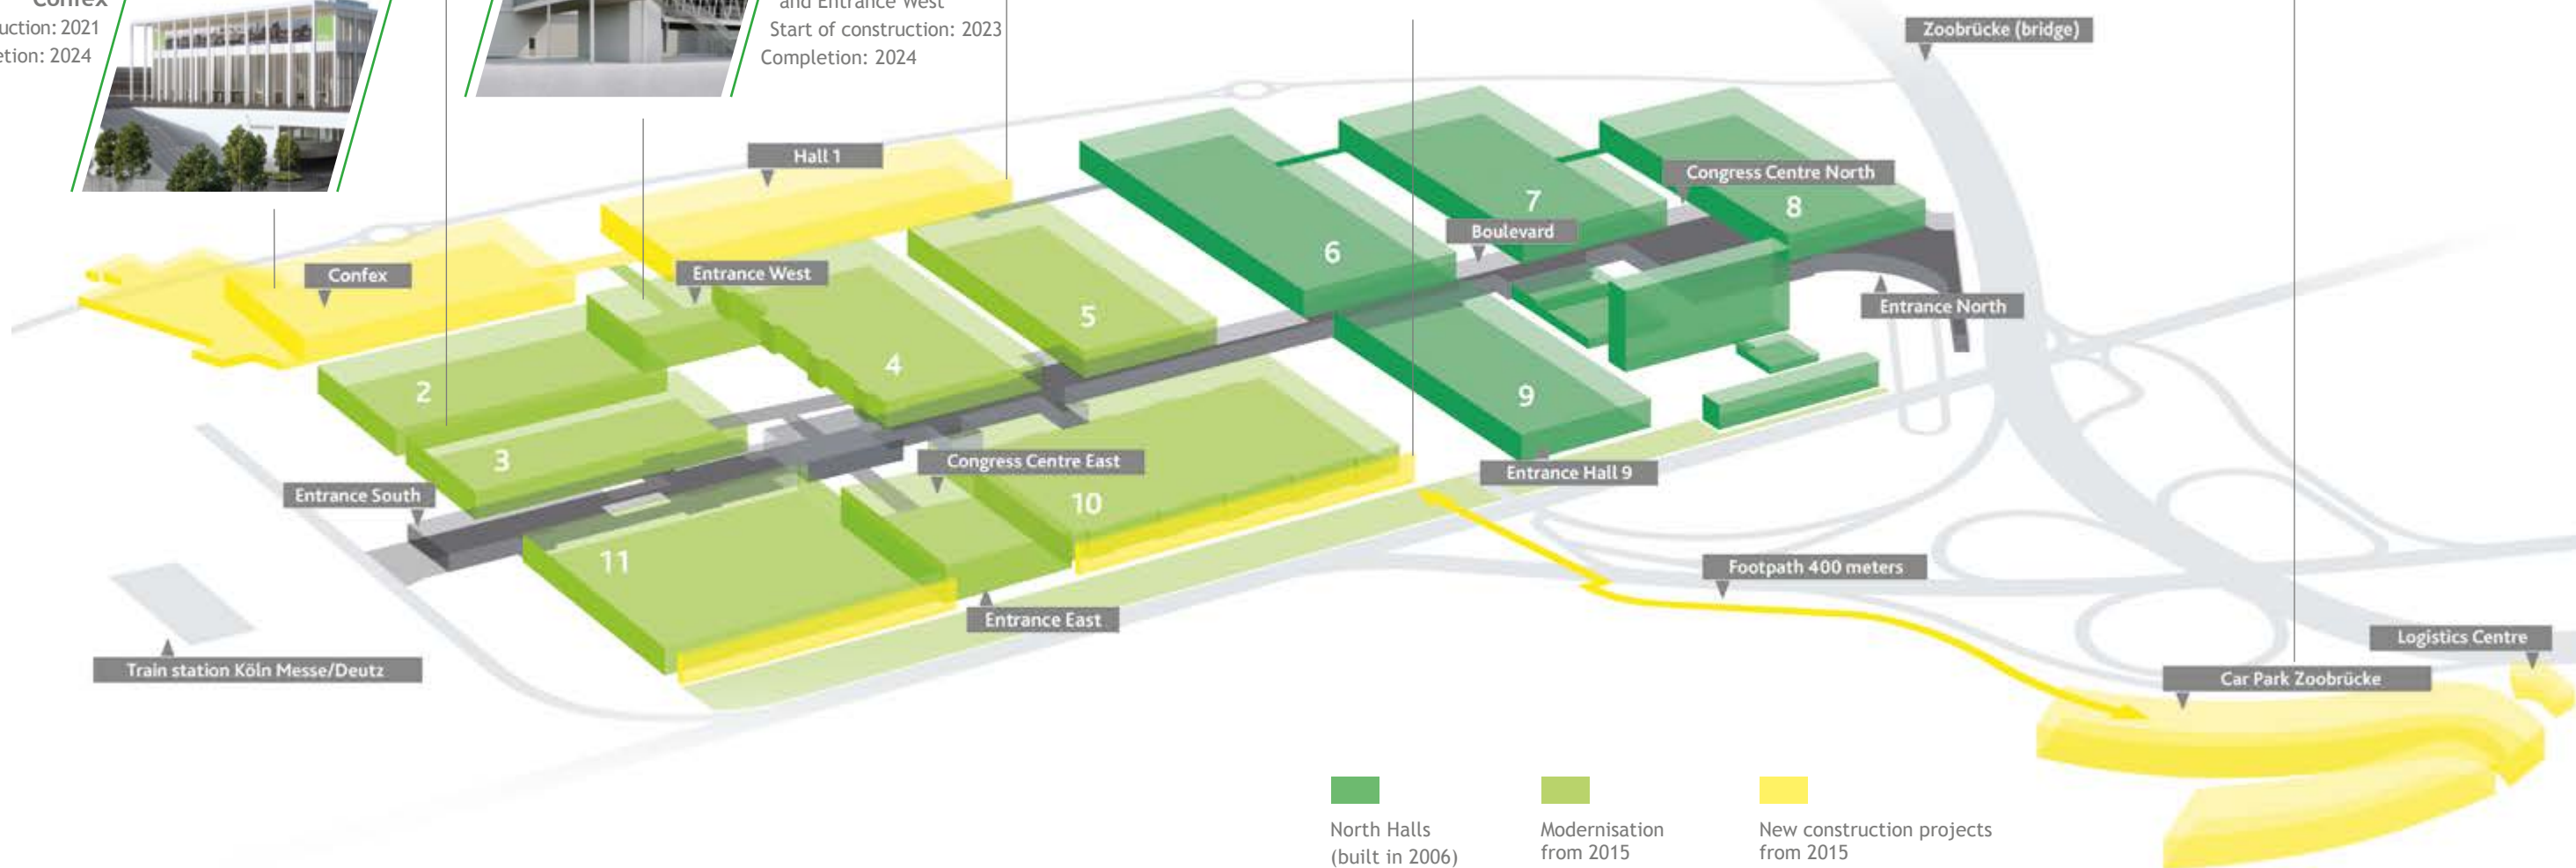 Confex
2021
2024
and Entrance West
Start of construction: 2023
Completion: 2024
Zoobrücke (bridge)
Hall 1
Congress Centre North
7
8
Boulevard
6
Confex
Entrance West
Entrance North
5
4
2
9
3
Congress Centre East
Entrance Hall 9
Entrance South
10
11
Footpath 400 meters
Entrance East
Logistics Centre
Train station Köln Messe/Deutz
Car Park Zoobrücke
North Halls
(built in 2006)
Modernisation
from 2015
New construction projects
from 2015